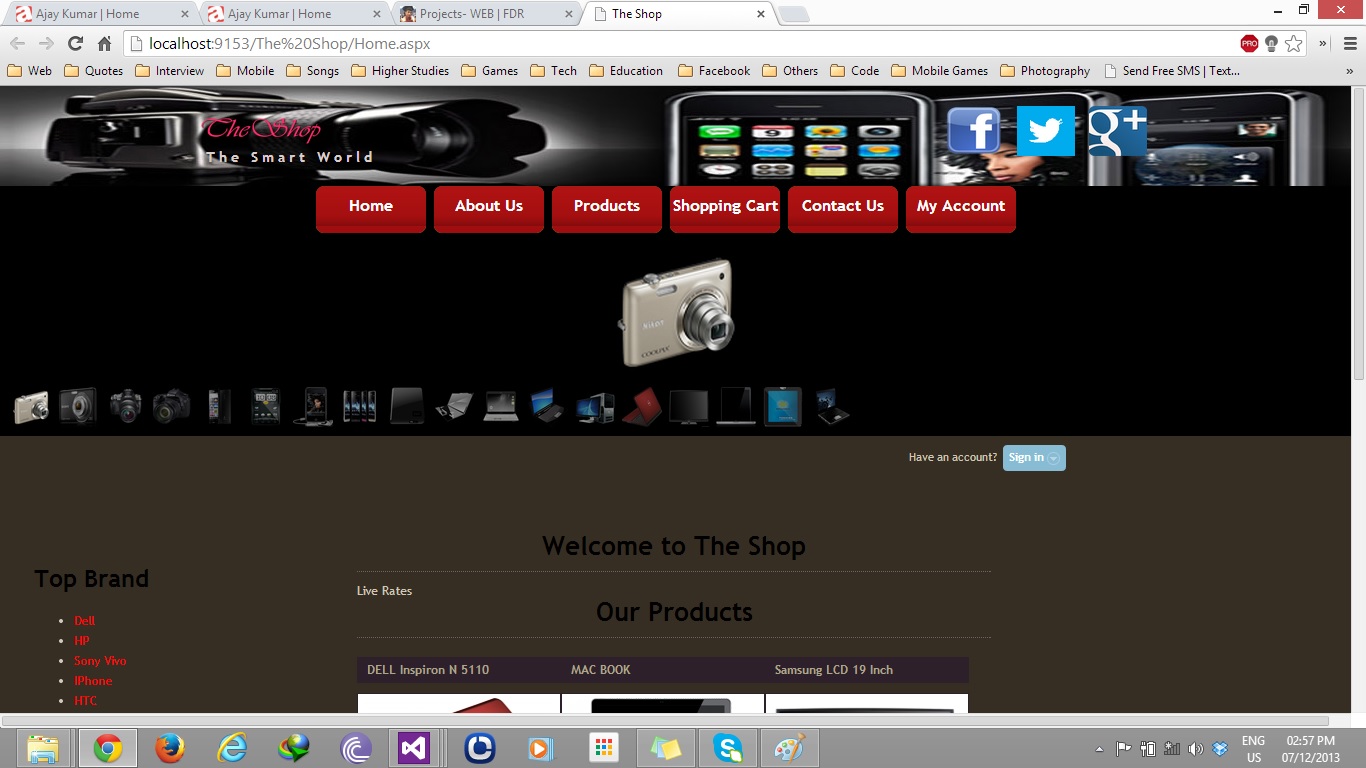 Ajay Kumar | Home
Ajay Kumar | Home
Projects- WEB | FDR
The Shop
localhost:9153/The%20Shop/Home.aspx
PRO
Web
Quotes
Interview
Mobile
Songs
Higher Studies
Games
Tech
Education
Facebook
Others
Code
Mobile Games
Photography
Send Free SMS | Text...
TheShop
The Smart World
f
g+
Home
About Us
Products
Shopping Cart
Contact Us
My Account
Nikon
COOLPIX
Have an account?
Sign in
Welcome to The Shop
Top Brand
Live Rates
Our Products
Dell
HP
Sony Vivo
IPhone
HTC
DELL Inspiron N 5110
MAC BOOK
Samsung LCD 19 Inch
ENG
US
02:57 PM
07/12/2013